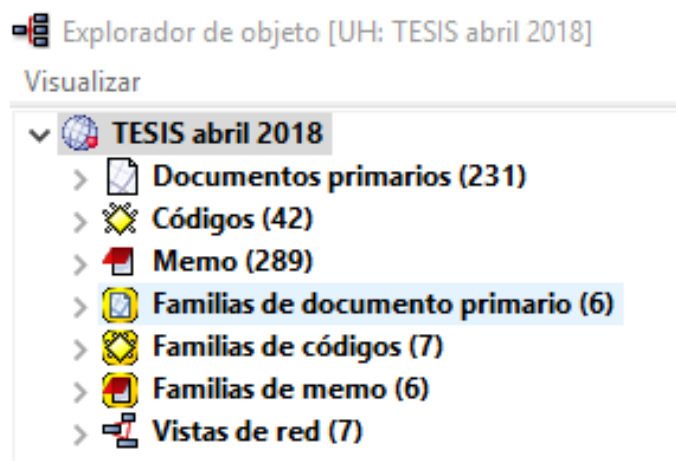 Explorador de objeto [UH: TESIS abril 2018]
Visualizar
TESIS abril 2018
Documentos primarios (231)
Códigos (42)
Memo (289)
Familias de documento primario (6)
Familias de códigos (7)
Familias de memo (6)
Vistas de red (7)